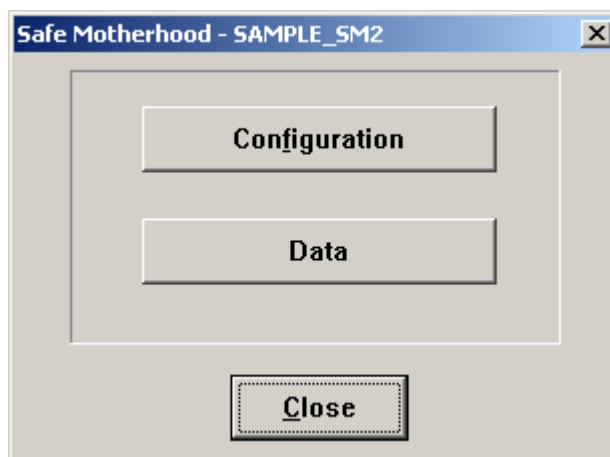 Safe Motherhood - SAMPLE_SM2
Configuration
Data
Close